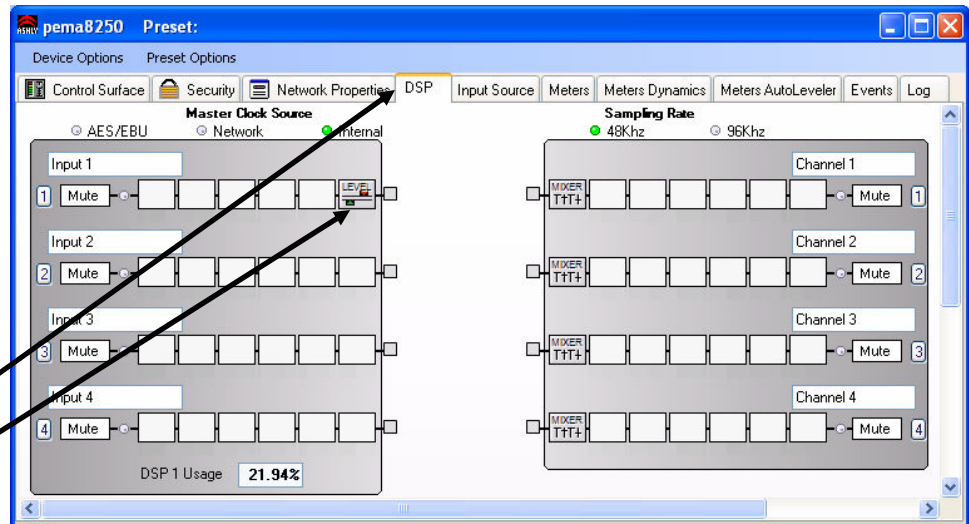 ASHLY pema8250 Preset:
Device Options Preset Options
Control Surface Security Network Properties DSP Input Source Meters Meters Dynamics Meters AutoLeveler Events Log
Master Clock Source Sampling Rate
AES/EBU Network Internal 48Khz 96Khz
Input 1 Channel 1
1 Mute LEVEL MIXER Mute 1
Input 2 Channel 2
2 Mute MIXER Mute 2
Input 3 Channel 3
3 Mute MIXER Mute 3
Input 4 Channel 4
4 Mute MIXER Mute 4
DSP 1 Usage 21.94%